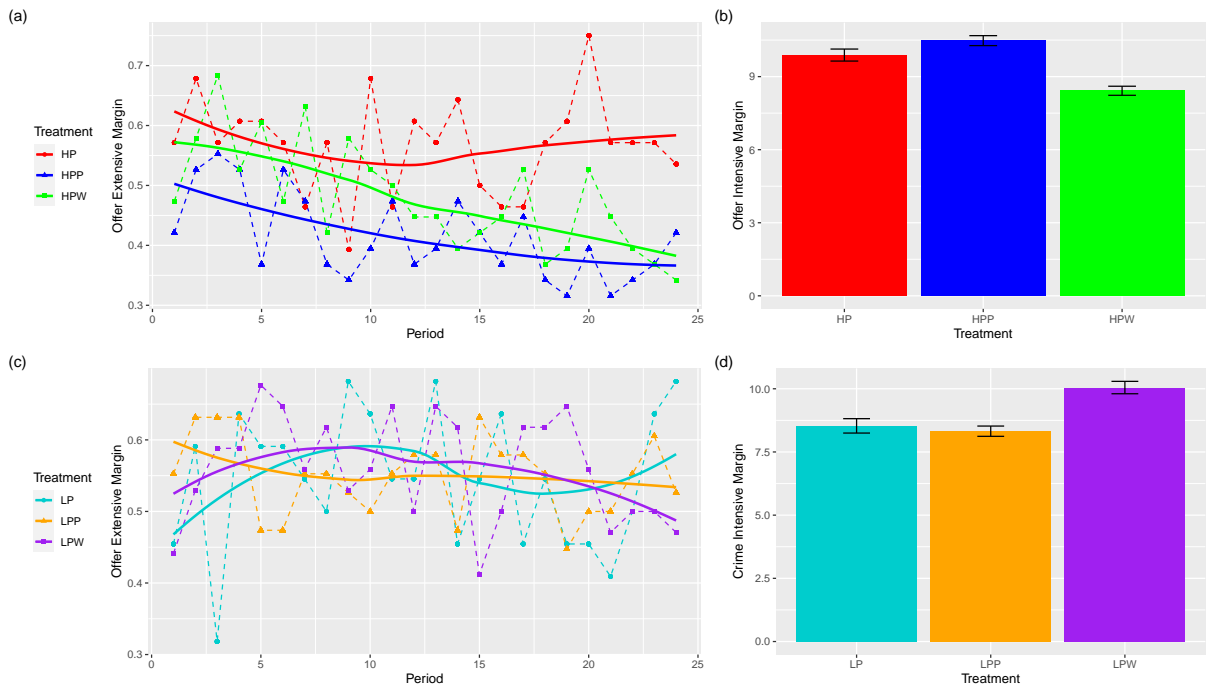 (a)
Offer Extensive Margin
0.7
0.6
0.5
0.4
0.3
0
5
10
15
20
25
Period
Treatment
HP
HPP
HPW
(b)
Offer Intensive Margin
9
6
3
0
HP
HPP
HPW
Treatment
(c)
Offer Extensive Margin
0.6
0.5
0.4
0.3
0
5
10
15
20
25
Period
Treatment
LP
LPP
LPW
(d)
Crime Intensive Margin
10.0
7.5
5.0
2.5
0.0
LP
LPP
LPW
Treatment